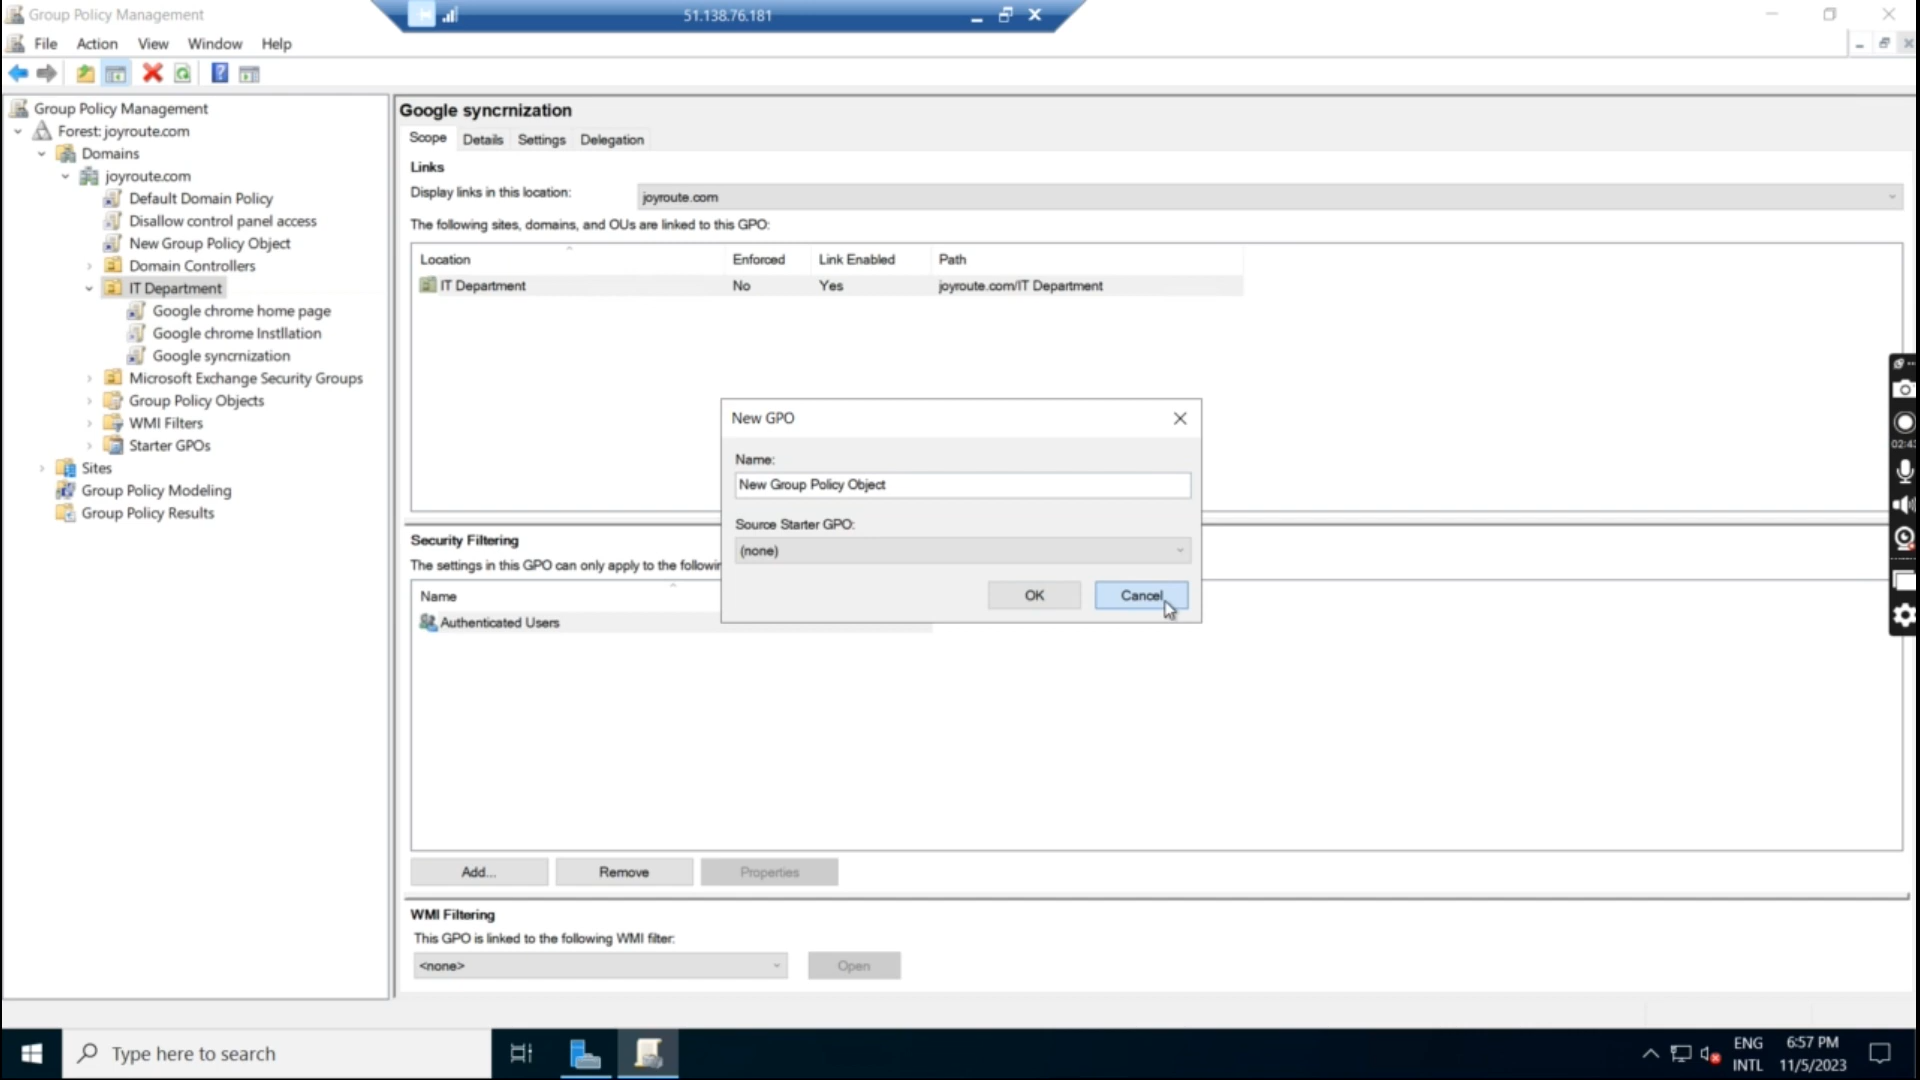 Group Policy Management
51.138.76.181
File Action View Window Help
Group Policy Management
Forest: joyroute.com
Domains
joyroute.com
Default Domain Policy
Disallow control panel access
New Group Policy Object
Domain Controllers
IT Department
Google chrome home page
Google chrome Instllation
Google syncrnization
Microsoft Exchange Security Groups
Group Policy Objects
WMI Filters
Starter GPOs
Sites
Group Policy Modeling
Group Policy Results
Google syncrnization
Scope Details Settings Delegation
Links
Display links in this location: joyroute.com
The following sites, domains, and OUs are linked to this GPO:
Location Enforced Link Enabled Path
IT Department No Yes joyroute.com/IT Department
New GPO
Name:
New Group Policy Object
Source Starter GPO:
(none)
OK Cancel
Security Filtering
The settings in this GPO can only apply to the
Name
Authenticated Users
Add... Remove Properties
WMI Filtering
This GPO is linked to the following WMI filter:
<none> Open
Type here to search
ENG
INTL
6:57 PM
11/5/2023